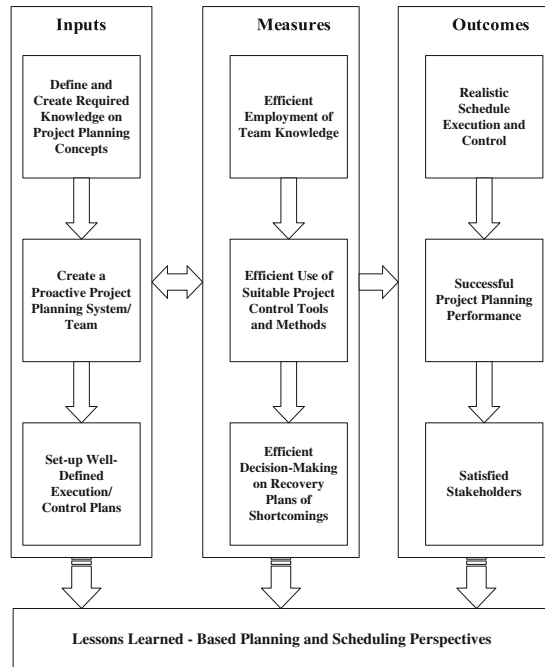 Inputs
Define and
Create Required
Knowledge on
Project Planning
Concepts
Create a
Proactive Project
Planning System/
Team
Set-up Well-
Defined
Execution/
Control Plans
Measures
Efficient
Employment of
Team Knowledge
Efficient Use of
Suitable Project
Control Tools
and Methods
Efficient
Decision-Making
on Recovery
Plans of
Shortcomings
Outcomes
Realistic
Schedule
Execution and
Control
Successful
Project Planning
Performance
Satisfied
Stakeholders
Lessons Learned - Based Planning and Scheduling Perspectives